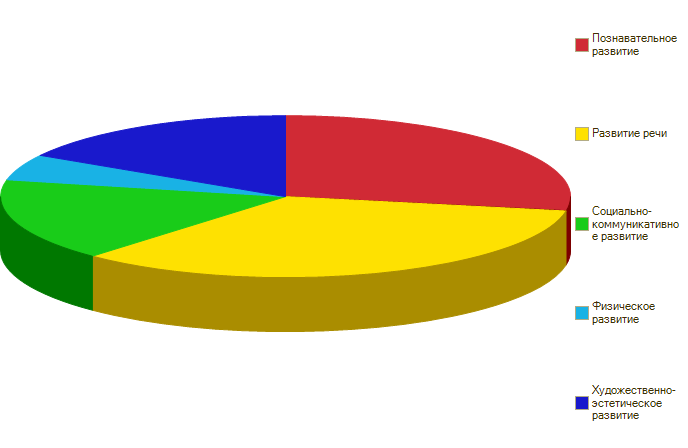 Познавательное
развитие
Развитие речи
Социально-
коммуникативно
е развитие
Физическое
развитие
Художественно-
эстетическое
развитие